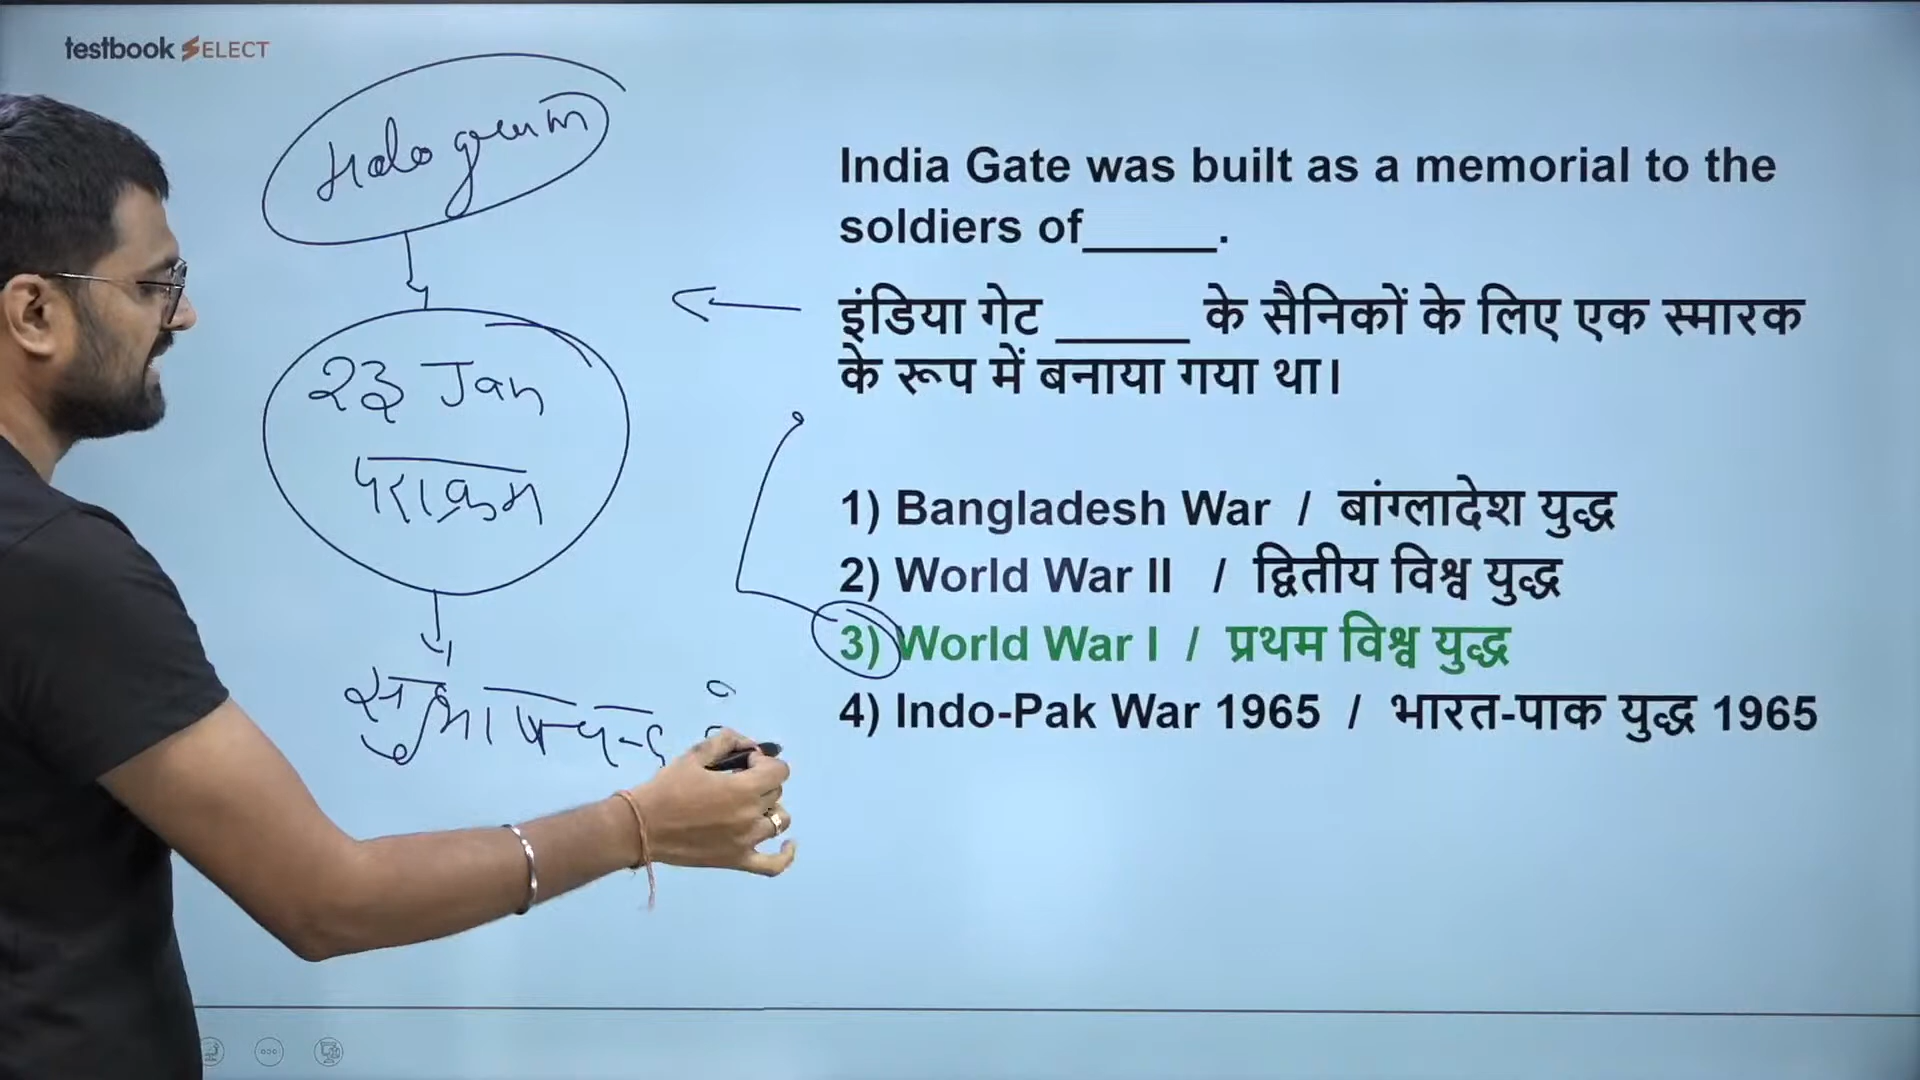 testbook SELECT
Hologram
23 Jan
पराक्रम
सुभाष चन्द्र
India Gate was built as a memorial to the
soldiers of_____.
इंडिया गेट _____ के सैनिकों के लिए एक स्मारक
के रूप में बनाया गया था।
1) Bangladesh War / बांग्लादेश युद्ध
2) World War II / द्वितीय विश्व युद्ध
3) World War I / प्रथम विश्व युद्ध
4) Indo-Pak War 1965 / भारत-पाक युद्ध 1965